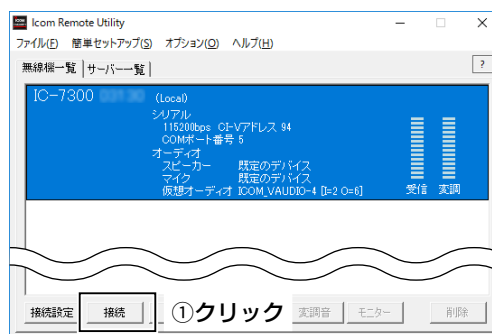 Icom Remote Utility
ファイル(F) 簡単セットアップ(S) オプション(O) ヘルプ(H)
無線機一覧 サーバー一覧
?
IC-7300 (Local)
シリアル
115200bps CI-Vアドレス 94
COMポート番号 5
オーディオ
スピーカー 既定のデバイス
マイク 既定のデバイス
仮想オーディオ ICOM_VAUDIO-4 [I=2 O=6]
受信 変調
接続設定 接続 ①クリック 変調音 モニター 削除